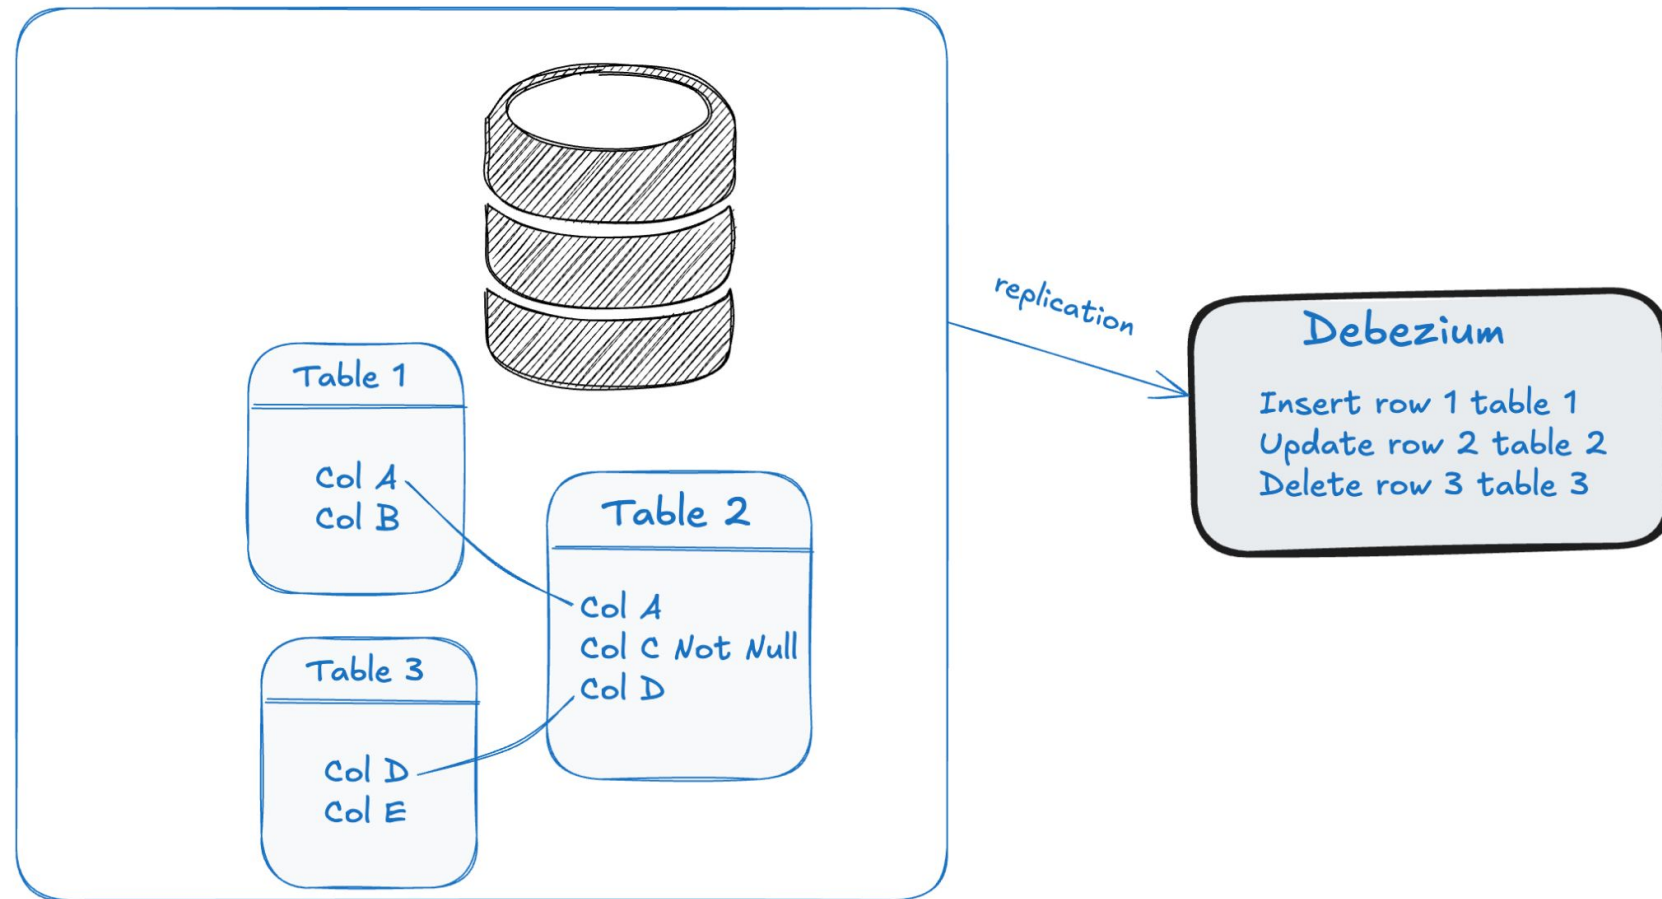 Table 1
Col A
Col B
Table 2
Col A
Col C Not Null
Col D
Table 3
Col D
Col E
replication
Debezium
Insert row 1 table 1
Update row 2 table 2
Delete row 3 table 3